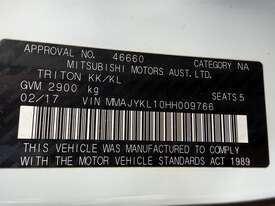 APPROVAL NO. 46660 CATEGORY NA
MITSUBISHI MOTORS AUST. LTD.
TRITON KK/KL
GVM 2900 kg SEATS 5
02/17 VIN MMAJYKL10HH009766
THIS VEHICLE WAS MANUFACTURED TO COMPLY
WITH THE MOTOR VEHICLE STANDARDS ACT 1989